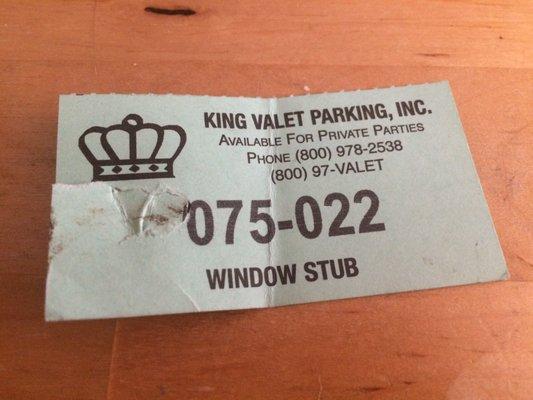 KING VALET PARKING, INC.
AVAILABLE FOR PRIVATE PARTIES
PHONE (800) 978-2538
(800) 97-VALET
075-022
WINDOW STUB